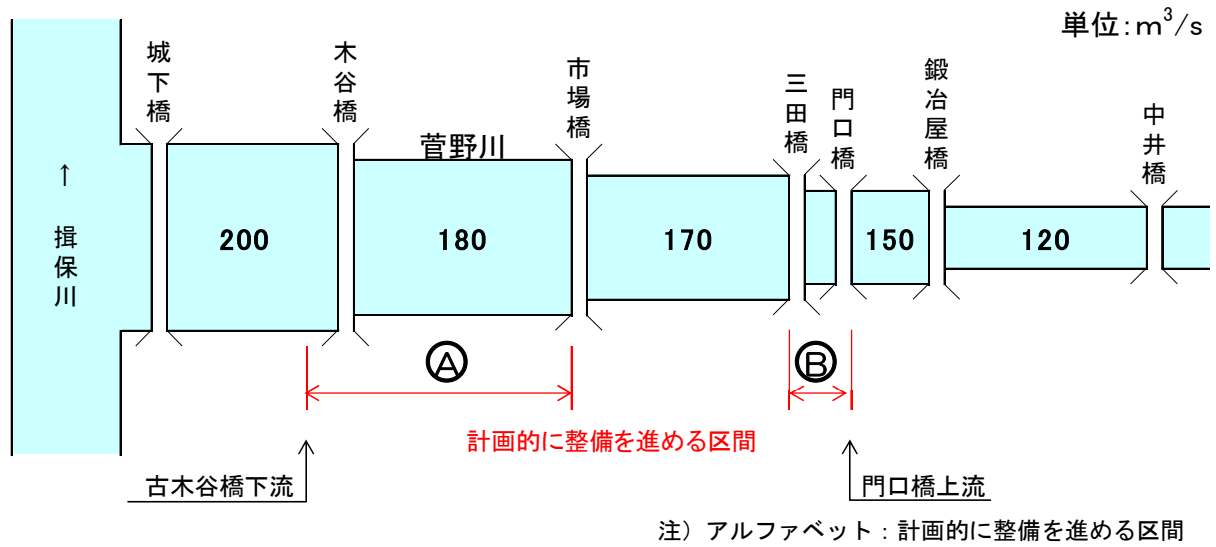 単位:m³/s
城下橋
木谷橋
市場橋
三田橋
門口橋
鍛冶屋橋
中井橋
菅野川
↑ 揖保川
200
180
170
150
120
Ⓐ
Ⓑ
計画的に整備を進める区間
古木谷橋下流
門口橋上流
注）アルファベット：計画的に整備を進める区間